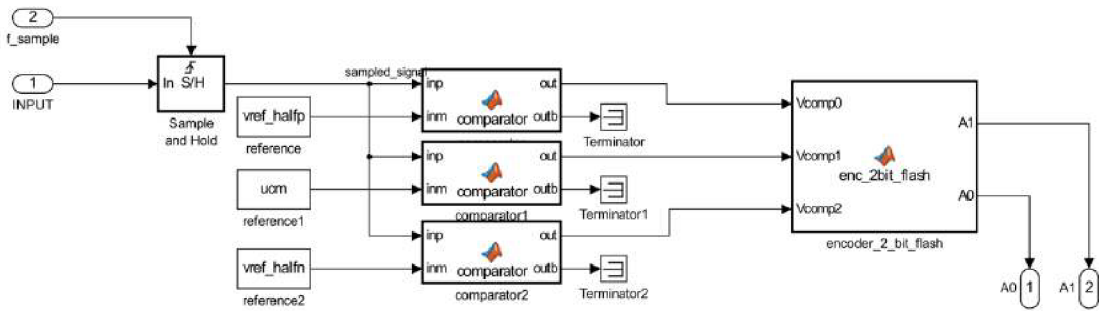 2
f_sample
1
INPUT
In S/H
Sample
and Hold
sampled_signal
vref_halfp
reference
ucm
reference1
vref_halfn
reference2
inp
inm
out
outb
comparator
Terminator
inp
inm
out
outb
comparator
comparator1
Terminator1
inp
inm
out
outb
comparator
comparator2
Terminator2
Vcomp0
Vcomp1
Vcomp2
A1
A0
enc_2bit_flash
encoder_2_bit_flash
A0
1
A1
2